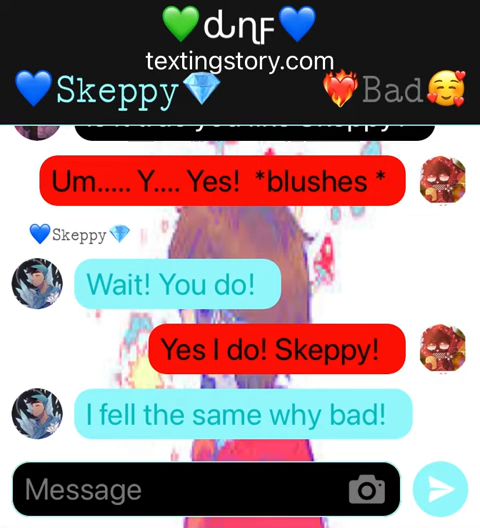 💚ᏧղϜ💙
textingstory.com
💙Skeppy💎 ❤️‍🔥Bad🥰
Um..... Y.... Yes! *blushes *
💙Skeppy💎
Wait! You do!
Yes I do! Skeppy!
I fell the same why bad!
Message